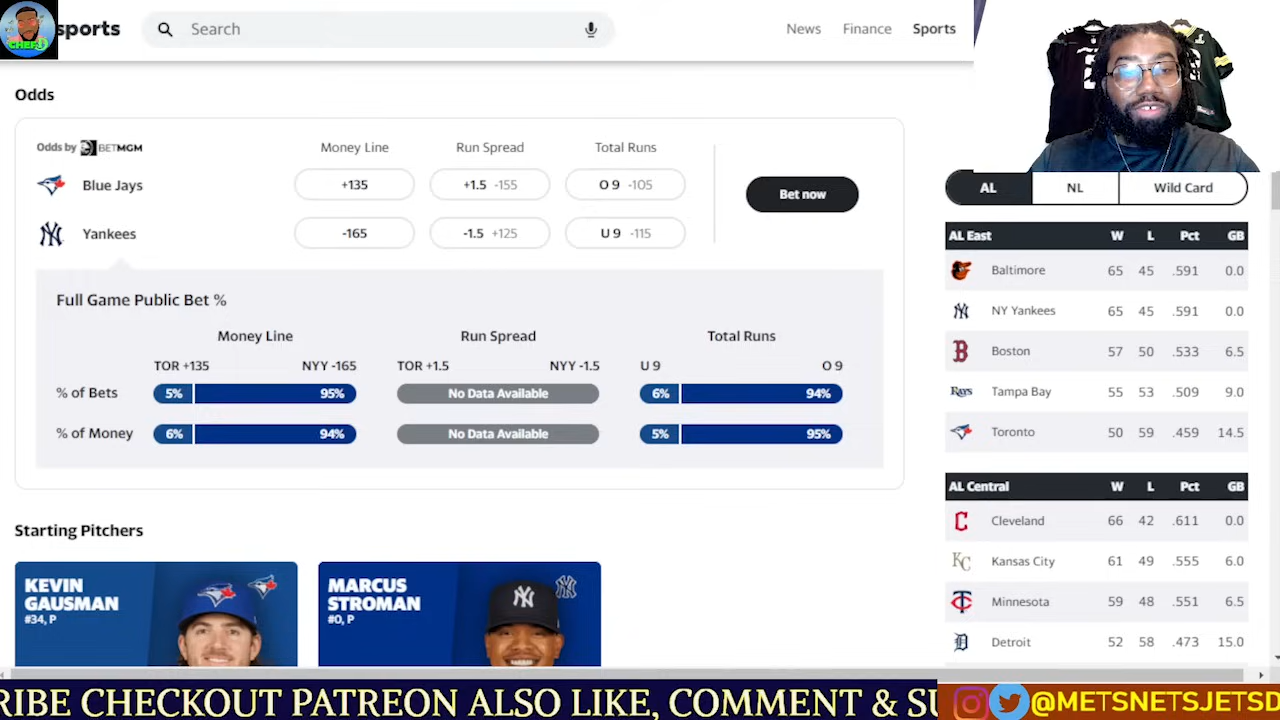 CHEF
sports
Search
News Finance Sports
Odds
Odds by BETMGM Money Line Run Spread Total Runs
Blue Jays +135 +1.5 -155 O 9 -105
Bet now
Yankees -165 -1.5 +125 U 9 -115
Full Game Public Bet %
Money Line Run Spread Total Runs
TOR +135 NYY -165 TOR +1.5 NYY -1.5 U 9 O 9
% of Bets 5% 95% No Data Available 6% 94%
% of Money 6% 94% No Data Available 5% 95%
Starting Pitchers
KEVIN
GAUSMAN
#34, P
MARCUS
STROMAN
#0, P
AL NL Wild Card
AL East W L Pct GB
Baltimore 65 45 .591 0.0
NY Yankees 65 45 .591 0.0
Boston 57 50 .533 6.5
Rays Tampa Bay 55 53 .509 9.0
Toronto 50 59 .459 14.5
AL Central W L Pct GB
Cleveland 66 42 .611 0.0
KC Kansas City 61 49 .555 6.0
Minnesota 59 48 .551 6.5
Detroit 52 58 .473 15.0
RIBE CHECKOUT PATREON ALSO LIKE, COMMENT & SU
@METSNETSJETSD